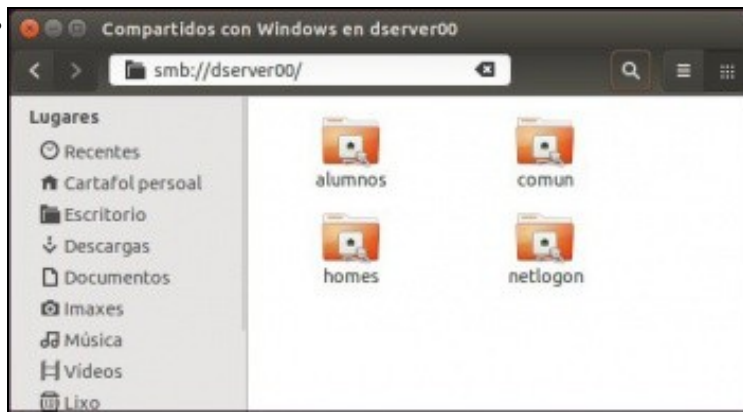 Compartidos con Windows en dserver00
smb://dserver00/
Lugares
Recentes
Cartafol persoal
Escritorio
Descargas
Documentos
Imaxes
Música
Vídeos
Lixo
alumnos comun
homes netlogon